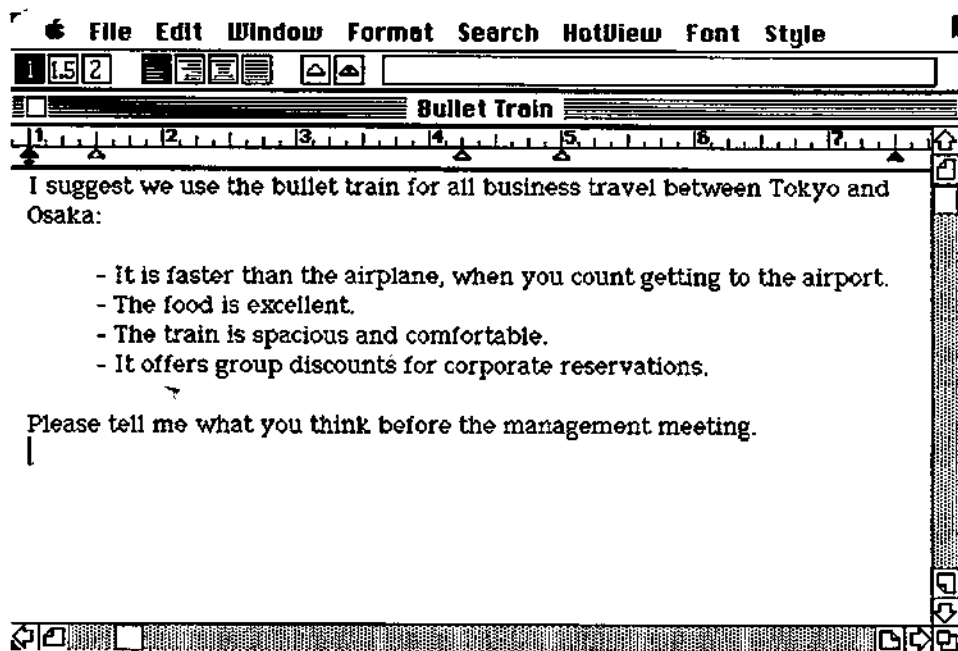 File Edit Window Format Search HotView Font Style
1 1.5 2
Bullet Train
1 2 3 4 5 6 7
I suggest we use the bullet train for all business travel between Tokyo and
Osaka:
- It is faster than the airplane, when you count getting to the airport.
- The food is excellent.
- The train is spacious and comfortable.
- It offers group discounts for corporate reservations.
Please tell me what you think before the management meeting.